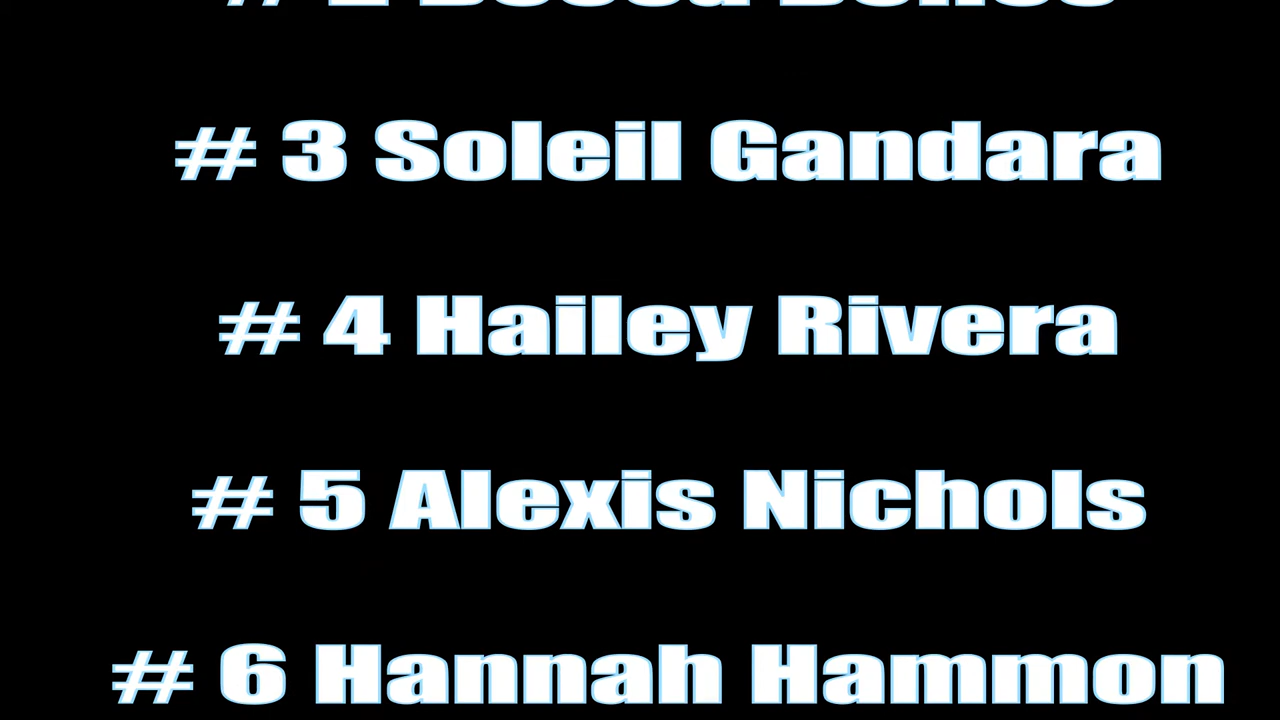 # 3 Soleil Gandara
# 4 Hailey Rivera
# 5 Alexis Nichols
# 6 Hannah Hammon